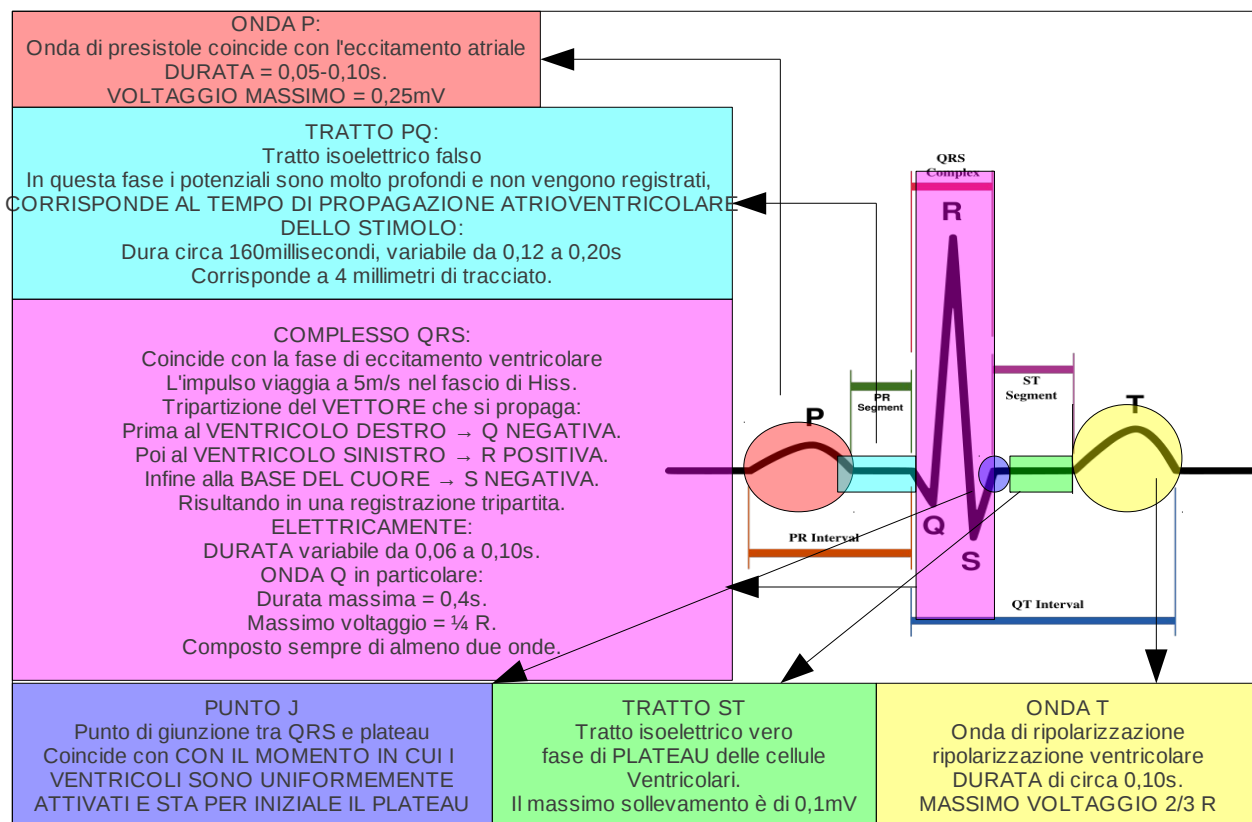 ONDA P:
Onda di presistole coincide con l'eccitamento atriale
DURATA = 0,05-0,10s.
VOLTAGGIO MASSIMO = 0,25mV
TRATTO PQ:
Tratto isoelettrico falso
In questa fase i potenziali sono molto profondi e non vengono registrati,
CORRISPONDE AL TEMPO DI PROPAGAZIONE ATRIOVENTRICOLARE
DELLO STIMOLO:
Dura circa 160millisecondi, variabile da 0,12 a 0,20s
Corrisponde a 4 millimetri di tracciato.
COMPLESSO QRS:
Coincide con la fase di eccitamento ventricolare
L'impulso viaggia a 5m/s nel fascio di Hiss.
Tripartizione del VETTORE che si propaga:
Prima al VENTRICOLO DESTRO → Q NEGATIVA.
Poi al VENTRICOLO SINISTRO → R POSITIVA.
Infine alla BASE DEL CUORE → S NEGATIVA.
Risultando in una registrazione tripartita.
ELETTRICAMENTE:
DURATA variabile da 0,06 a 0,10s.
ONDA Q in particolare:
Durata massima = 0,4s.
Massimo voltaggio = ¼ R.
Composto sempre di almeno due onde.
QRS
Complex
R
PR
Segment
ST
Segment
P
T
Q
S
PR Interval
QT Interval
PUNTO J
Punto di giunzione tra QRS e plateau
Coincide con CON IL MOMENTO IN CUI I
VENTRICOLI SONO UNIFORMEMENTE
ATTIVATI E STA PER INIZIALE IL PLATEAU
TRATTO ST
Tratto isoelettrico vero
fase di PLATEAU delle cellule
Ventricolari.
Il massimo sollevamento è di 0,1mV
ONDA T
Onda di ripolarizzazione
ripolarizzazione ventricolare
DURATA di circa 0,10s.
MASSIMO VOLTAGGIO 2/3 R